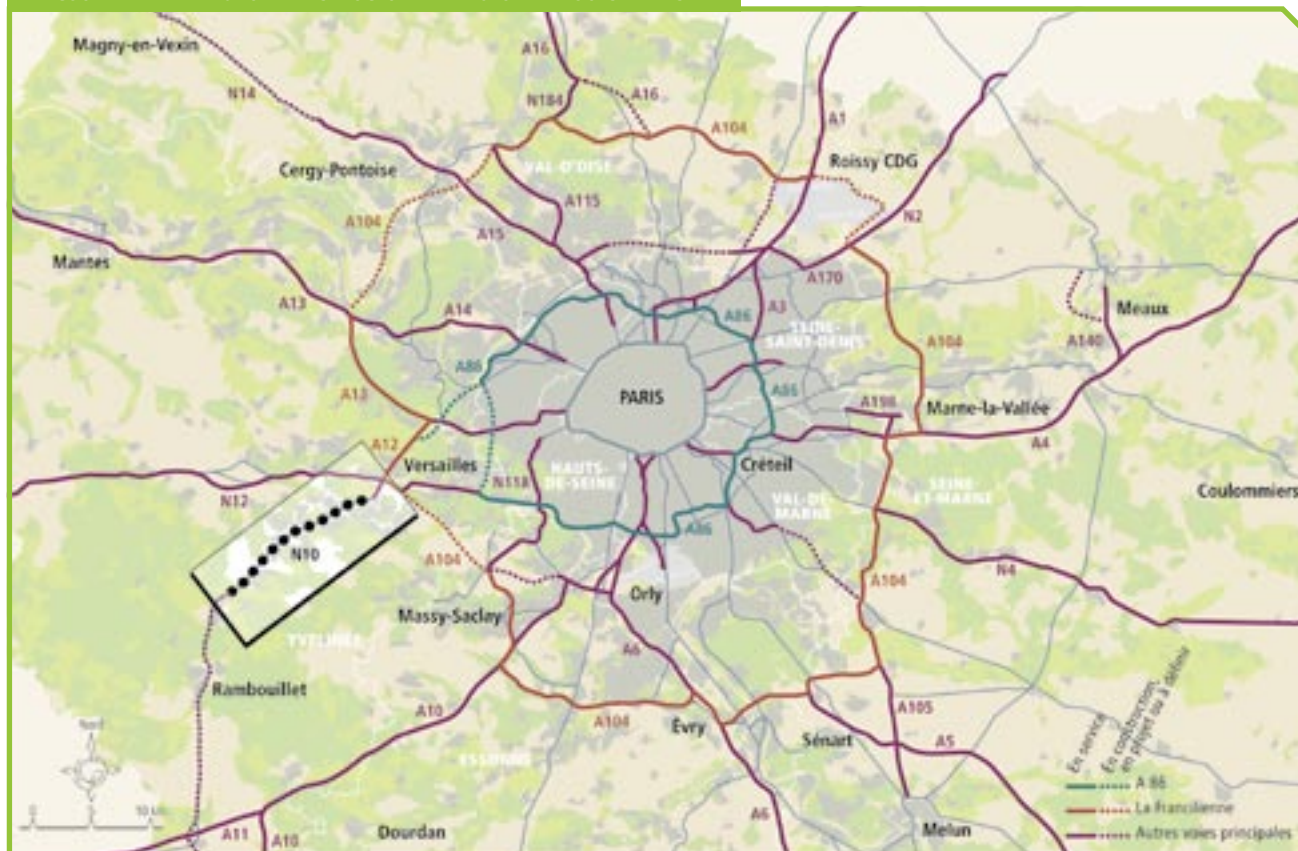 Magny-en-Vexin
A16
N14
N184
A16
A104
A1
Roissy CDG
VAL-D'OISE
Cergy-Pontoise
A115
A104
A15
N2
Mantes
A170
A13
A14
A3
A86
SEINE-
SAINT-DENIS
Meaux
A140
A104
A86
A86
PARIS
A13
A198
Marne-la-Vallée
A4
A12
Versailles
HAUTS-
DE-SEINE
Créteil
N118
VAL-DE-
MARNE
SEINE
ET-MARNE
Coulommiers
N12
A86
N10
A104
N4
Massy-Saclay
Orly
A104
YVELINES
A6
Rambouillet
A10
A104
Évry
A105
Sénart
A5
ESSONNE
Nord
0
10 km
A11
A10
Dourdan
A6
Melun
En service
En construction,
en projet ou à définir
A 86
La Francilienne
Autres voies principales